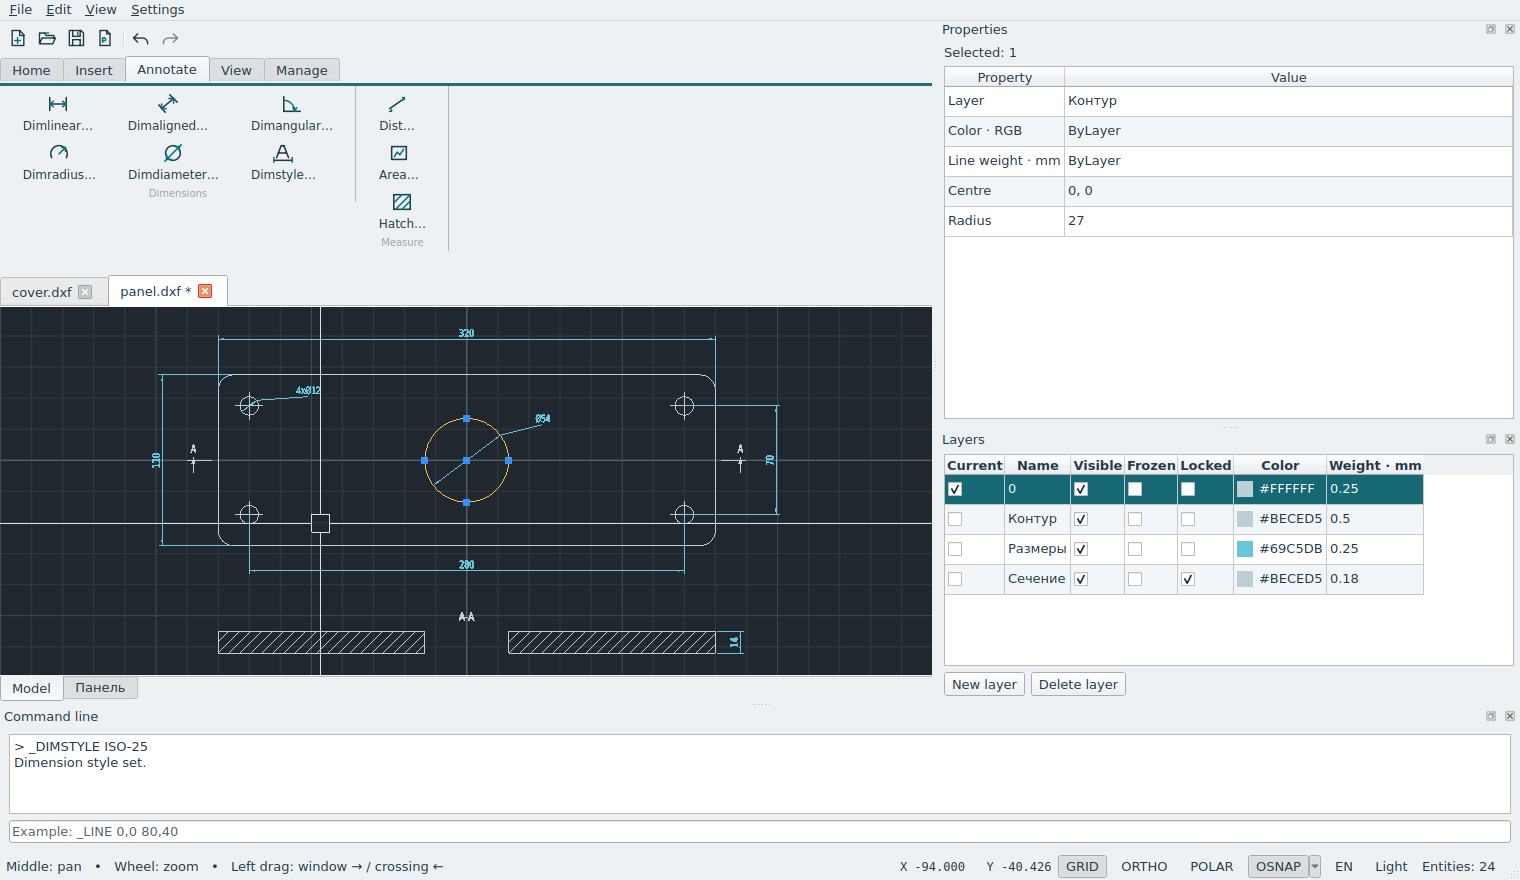 File Edit View Settings
Home Insert Annotate View Manage
Dimlinear... Dimaligned... Dimangular... Dist...
Dimradius... Dimdiameter... Dimstyle... Area...
Dimensions
Hatch...
Measure
cover.dxf panel.dxf *
320
4xØ12
Ø54
110
A
A
70
280
A-A
14
Model Панель
Properties
Selected: 1
Property Value
Layer Контур
Color · RGB ByLayer
Line weight · mm ByLayer
Centre 0, 0
Radius 27
Layers
Current Name Visible Frozen Locked Color Weight · mm
0 #FFFFFF 0.25
Контур #BECED5 0.5
Размеры #69C5DB 0.25
Сечение #BECED5 0.18
New layer Delete layer
Command line
> _DIMSTYLE ISO-25
Dimension style set.
Example: _LINE 0,0 80,40
Middle: pan • Wheel: zoom • Left drag: window → / crossing ← X -94.000 Y -40.426 GRID ORTHO POLAR OSNAP EN Light Entities: 24